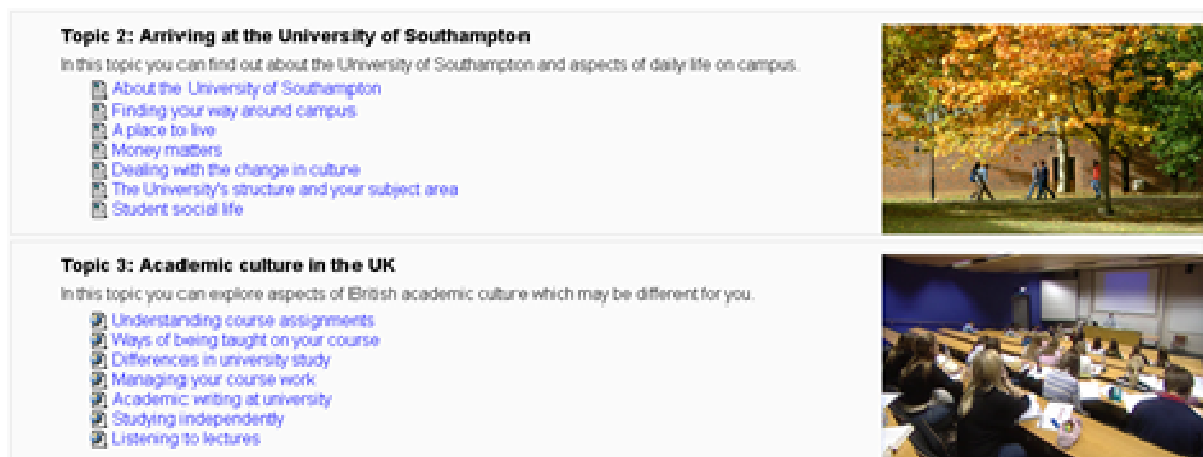 Topic 2: Arriving at the University of Southampton
In this topic you can find out about the University of Southampton and aspects of daily life on campus.
About the University of Southampton
Finding your way around campus
A place to live
Money matters
Dealing with the change in culture
The University's structure and your subject area
Student social life
Topic 3: Academic culture in the UK
In this topic you can explore aspects of British academic culture which may be different for you.
Understanding course assignments
Ways of being taught on your course
Differences in university study
Managing your course work
Academic writing at university
Studying independently
Listening to lectures